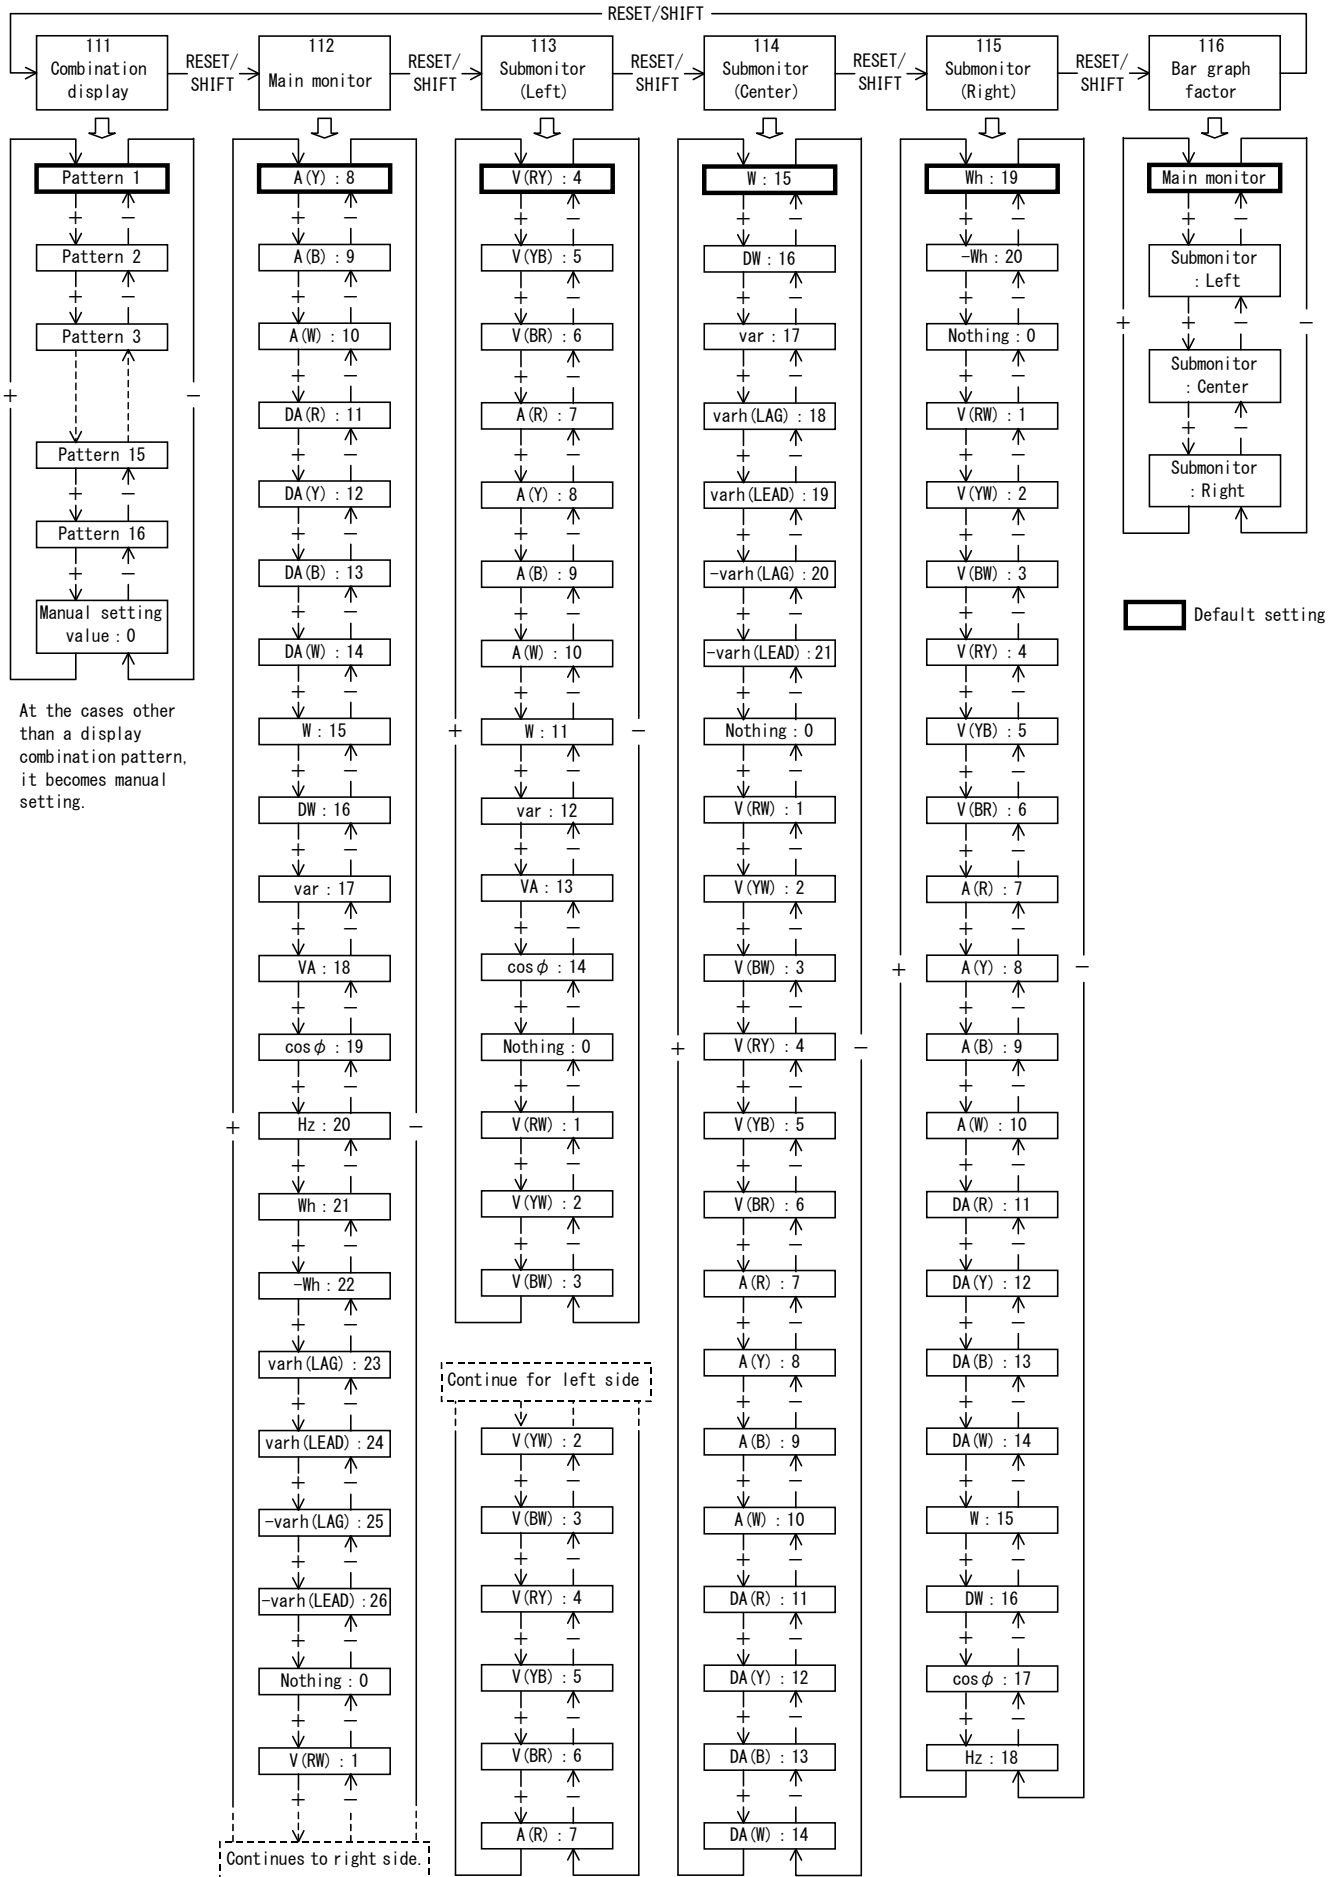 RESET/SHIFT
111
Combination
display
RESET/
SHIFT
112
Main monitor
RESET/
SHIFT
113
Submonitor
(Left)
RESET/
SHIFT
114
Submonitor
(Center)
RESET/
SHIFT
115
Submonitor
(Right)
RESET/
SHIFT
116
Bar graph
factor
Pattern 1
+ −
Pattern 2
+ −
Pattern 3
+ −
Pattern 15
+ −
Pattern 16
+ −
Manual setting
value : 0
At the cases other
than a display
combination pattern,
it becomes manual
setting.
A(Y) : 8
+ −
A(B) : 9
+ −
A(W) : 10
+ −
DA(R) : 11
+ −
DA(Y) : 12
+ −
DA(B) : 13
+ −
DA(W) : 14
+ −
W : 15
+ −
DW : 16
+ −
var : 17
+ −
VA : 18
+ −
cosφ : 19
+ −
+ Hz : 20 −
+ −
Wh : 21
+ −
-Wh : 22
+ −
varh(LAG) : 23
+ −
varh(LEAD) : 24
+ −
-varh(LAG) : 25
+ −
-varh(LEAD) : 26
+ −
Nothing : 0
+ −
V(RW) : 1
+ −
Continues to right side.
V(RY) : 4
+ −
V(YB) : 5
+ −
V(BR) : 6
+ −
A(R) : 7
+ −
A(Y) : 8
+ −
A(B) : 9
+ −
A(W) : 10
+ −
+ W : 11 −
+ −
var : 12
+ −
VA : 13
+ −
cosφ : 14
+ −
Nothing : 0
+ −
V(RW) : 1
+ −
V(YW) : 2
+ −
V(BW) : 3
Continue for left side
V(YW) : 2
+ −
V(BW) : 3
+ −
V(RY) : 4
+ −
V(YB) : 5
+ −
V(BR) : 6
+ −
A(R) : 7
W : 15
+ −
DW : 16
+ −
var : 17
+ −
varh(LAG) : 18
+ −
varh(LEAD) : 19
+ −
-varh(LAG) : 20
+ −
-varh(LEAD) : 21
+ −
Nothing : 0
+ −
V(RW) : 1
+ −
V(YW) : 2
+ −
V(BW) : 3
+ −
+ V(RY) : 4 −
+ −
V(YB) : 5
+ −
V(BR) : 6
+ −
A(R) : 7
+ −
A(Y) : 8
+ −
A(B) : 9
+ −
A(W) : 10
+ −
DA(R) : 11
+ −
DA(Y) : 12
+ −
DA(B) : 13
+ −
DA(W) : 14
Wh : 19
+ −
-Wh : 20
+ −
Nothing : 0
+ −
V(RW) : 1
+ −
V(YW) : 2
+ −
V(BW) : 3
+ −
V(RY) : 4
+ −
V(YB) : 5
+ −
V(BR) : 6
+ −
A(R) : 7
+ −
+ A(Y) : 8 −
+ −
A(B) : 9
+ −
A(W) : 10
+ −
DA(R) : 11
+ −
DA(Y) : 12
+ −
DA(B) : 13
+ −
DA(W) : 14
+ −
W : 15
+ −
DW : 16
+ −
cosφ : 17
+ −
Hz : 18
Main monitor
+ −
Submonitor
: Left
+ + − −
Submonitor
: Center
+ −
Submonitor
: Right
Default setting